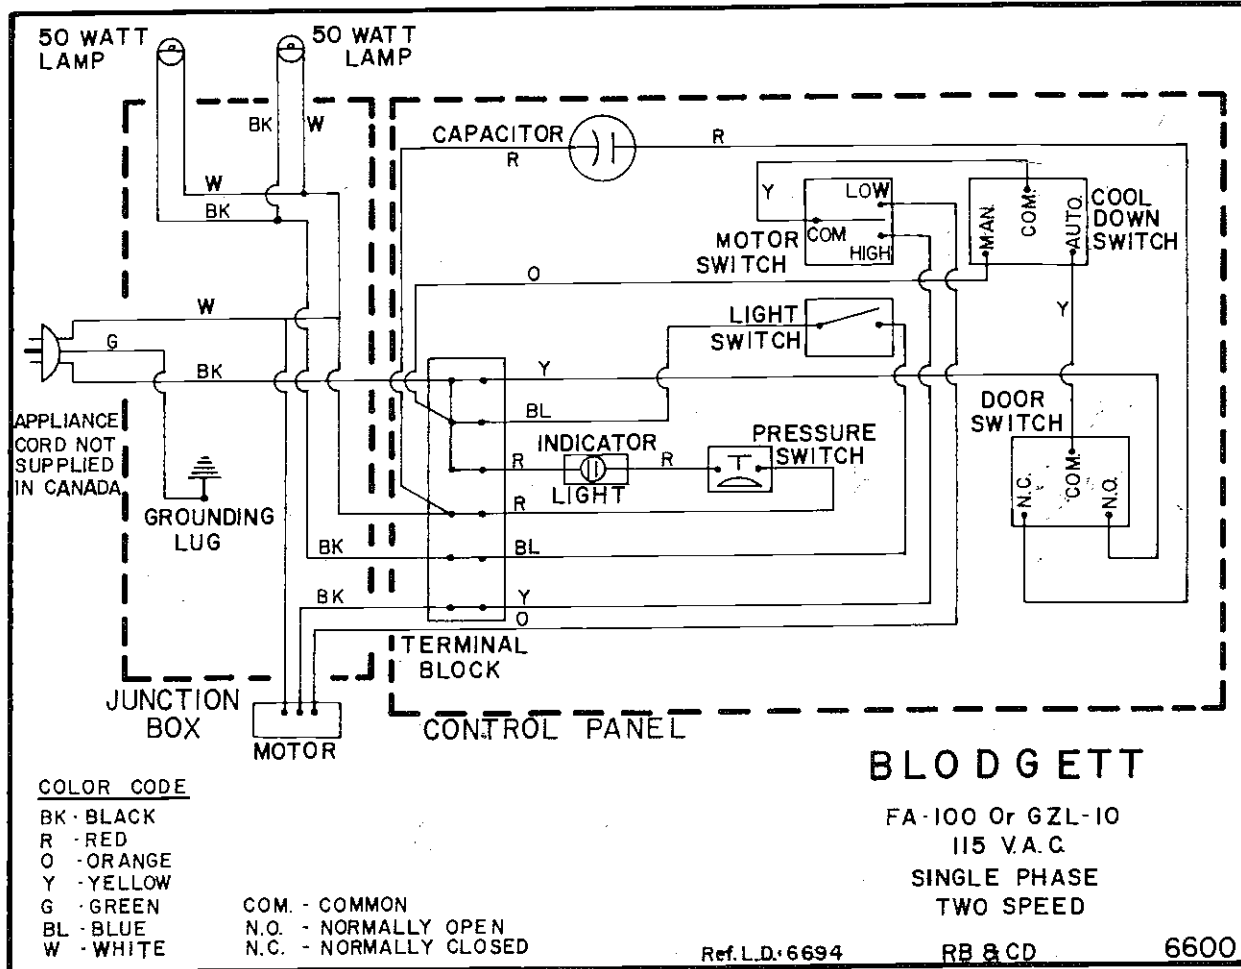 50 WATT
LAMP
50 WATT
LAMP
BK
W
CAPACITOR
R
R
W
BK
Y
LOW
COM
HIGH
MOTOR
SWITCH
MAN.
COM.
AUTO.
COOL
DOWN
SWITCH
O
Y
W
G
BK
LIGHT
SWITCH
Y
BL
APPLIANCE
CORD NOT
SUPPLIED
IN CANADA
GROUNDING
LUG
INDICATOR
LIGHT
R
R
PRESSURE
SWITCH
R
DOOR
SWITCH
N.C.
COM.
N.O.
BK
BL
BK
Y
O
TERMINAL
BLOCK
JUNCTION
BOX
MOTOR
CONTROL PANEL
COLOR CODE
BK - BLACK
R - RED
O - ORANGE
Y - YELLOW
G - GREEN
BL - BLUE
W - WHITE
COM. - COMMON
N.O. - NORMALLY OPEN
N.C. - NORMALLY CLOSED
BLODGETT
FA-100 Or GZL-10
115 V.A.C.
SINGLE PHASE
TWO SPEED
Ref. L.D.: 6694
RB & CD
6600